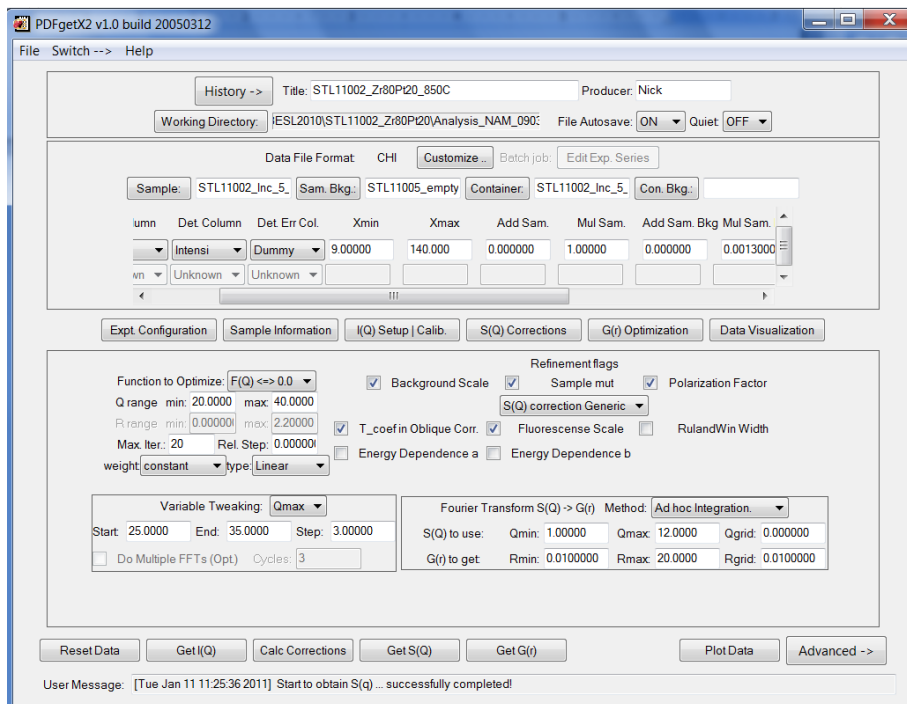 PDFgetX2 v1.0 build 20050312
File Switch --> Help
History -> Title: STL11002_Zr80Pt20_850C Producer: Nick
Working Directory: ESL2010\STL11002_Zr80Pt20\Analysis_NAM_0903 File Autosave: ON Quiet: OFF
Data File Format: CHI Customize .. Batch job: Edit Exp. Series
Sample: STL11002_Inc_5_ Sam. Bkg.: STL11005_empty Container: STL11002_Inc_5_ Con. Bkg.:
lumn Det. Column Det. Err Col. Xmin Xmax Add Sam. Mul Sam. Add Sam. Bkg Mul Sam.
Intensi Dummy 9.00000 140.000 0.000000 1.00000 0.000000 0.0013000
wn Unknown Unknown
Expt. Configuration Sample Information I(Q) Setup | Calib. S(Q) Corrections G(r) Optimization Data Visualization
Refinement flags
Function to Optimize: F(Q) <=> 0.0 Background Scale Sample mut Polarization Factor
Q range min: 20.0000 max: 40.0000 S(Q) correction Generic
R range min: 0.00000 max: 2.20000 T_coef in Oblique Corr. Fluorescense Scale RulandWin Width
Max. Iter.: 20 Rel. Step: 0.00000 Energy Dependence a Energy Dependence b
weight: constant type: Linear
Variable Tweaking: Qmax Fourier Transform S(Q) -> G(r) Method: Ad hoc Integration.
Start: 25.0000 End: 35.0000 Step: 3.00000 S(Q) to use: Qmin: 1.00000 Qmax: 12.0000 Qgrid: 0.000000
Do Multiple FFTs (Opt.) Cycles: 3 G(r) to get: Rmin: 0.0100000 Rmax: 20.0000 Rgrid: 0.0100000
Reset Data Get I(Q) Calc Corrections Get S(Q) Get G(r) Plot Data Advanced ->
User Message: [Tue Jan 11 11:25:36 2011] Start to obtain S(q) ... successfully completed!